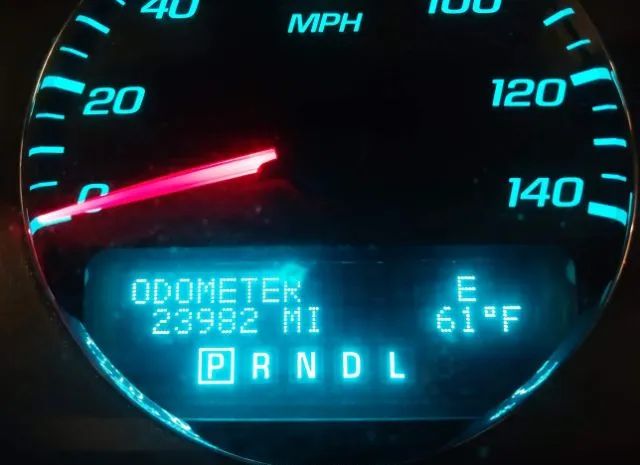 40 MPH 100
20 120
0 140
ODOMETER E
23982 MI 61°F
P R N D L